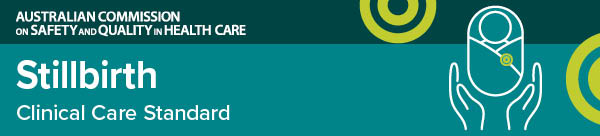 AUSTRALIAN COMMISSION
ON SAFETY AND QUALITY IN HEALTH CARE
Stillbirth
Clinical Care Standard